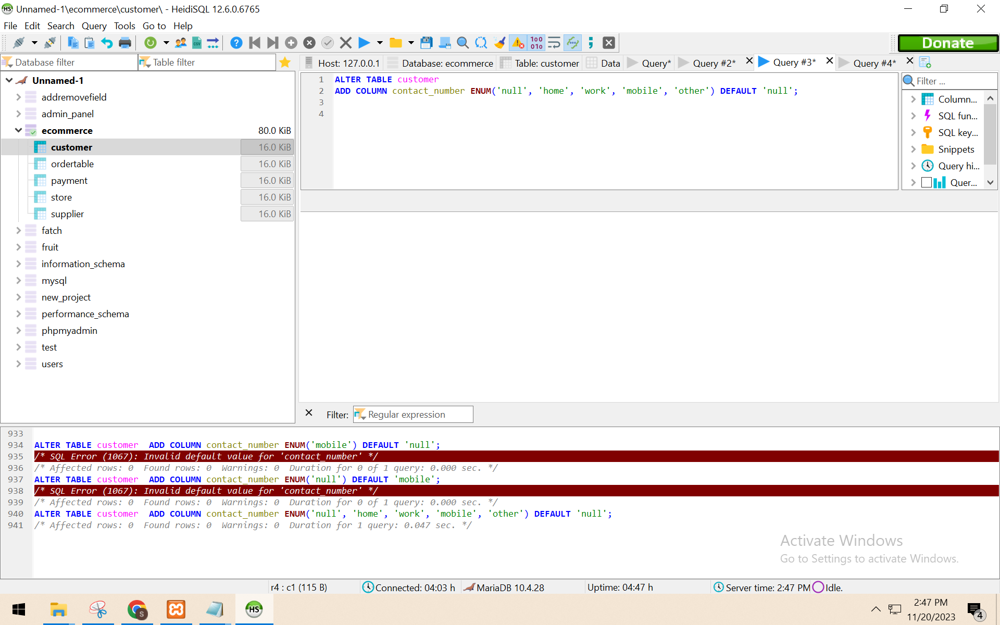 Unnamed-1\ecommerce\customer\ - HeidiSQL 12.6.0.6765
File Edit Search Query Tools Go to Help
Donate
Database filter
Table filter
Host: 127.0.0.1
Database: ecommerce
Table: customer
Data
Query*
Query #2*
Query #3*
Query #4*
Unnamed-1
addremovefield
admin_panel
ecommerce 80.0 KiB
customer 16.0 KiB
ordertable 16.0 KiB
payment 16.0 KiB
store 16.0 KiB
supplier 16.0 KiB
fatch
fruit
information_schema
mysql
new_project
performance_schema
phpmyadmin
test
users
1 ALTER TABLE customer
2 ADD COLUMN contact_number ENUM('null', 'home', 'work', 'mobile', 'other') DEFAULT 'null';
3
4
Filter ...
Column...
SQL fun...
SQL key...
Snippets
Query hi...
Quer...
Filter: Regular expression
933
934 ALTER TABLE customer  ADD COLUMN contact_number ENUM('mobile') DEFAULT 'null';
935 /* SQL Error (1067): Invalid default value for 'contact_number' */
936 /* Affected rows: 0  Found rows: 0  Warnings: 0  Duration for 0 of 1 query: 0.000 sec. */
937 ALTER TABLE customer  ADD COLUMN contact_number ENUM('null') DEFAULT 'mobile';
938 /* SQL Error (1067): Invalid default value for 'contact_number' */
939 /* Affected rows: 0  Found rows: 0  Warnings: 0  Duration for 0 of 1 query: 0.000 sec. */
940 ALTER TABLE customer  ADD COLUMN contact_number ENUM('null', 'home', 'work', 'mobile', 'other') DEFAULT 'null';
941 /* Affected rows: 0  Found rows: 0  Warnings: 0  Duration for 1 query: 0.047 sec. */
Activate Windows
Go to Settings to activate Windows.
r4 : c1 (115 B)
Connected: 04:03 h
MariaDB 10.4.28
Uptime: 04:47 h
Server time: 2:47 PM
Idle.
HS
2:47 PM
11/20/2023
4